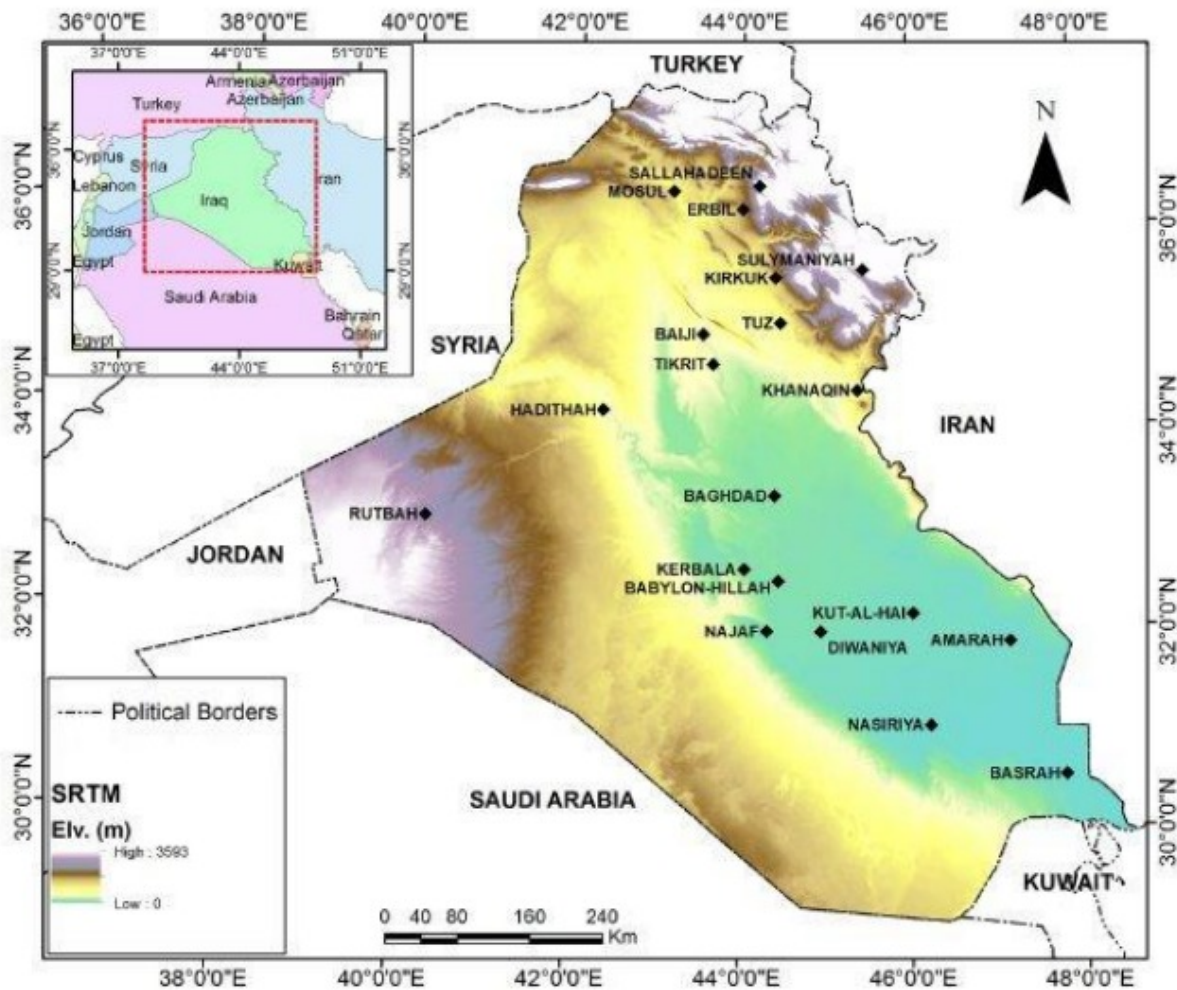 36°0'0"E 38°0'0"E 40°0'0"E 42°0'0"E 44°0'0"E 46°0'0"E 48°0'0"E
37°0'0"E 44°0'0"E 51°0'0"E
Armenia Azerbaijan
Turkey Azerbaijan
36°0'0"N
Cyprus
Syria
Lebanon
Iran
Iraq
Jordan
Egypt
Kuwait
29°0'0"N
Saudi Arabia
Bahrain
Qatar
Egypt
36°0'0"N
29°0'0"N
37°0'0"E 44°0'0"E 51°0'0"E
N
TURKEY
SYRIA
IRAN
JORDAN
SAUDI ARABIA
KUWAIT
SALLAHADEEN
MOSUL
ERBIL
SULYMANIYAH
KIRKUK
TUZ
BAIJI
TIKRIT
KHANAQIN
HADITHAH
BAGHDAD
RUTBAH
KERBALA
BABYLON-HILLAH
KUT-AL-HAI
NAJAF
DIWANIYA
AMARAH
NASIRIYA
BASRAH
36°0'0"N
34°0'0"N
32°0'0"N
30°0'0"N
36°0'0"N
34°0'0"N
32°0'0"N
30°0'0"N
Political Borders
SRTM
Elv. (m)
High : 3593
Low : 0
0 40 80 160 240
Km
38°0'0"E 40°0'0"E 42°0'0"E 44°0'0"E 46°0'0"E 48°0'0"E